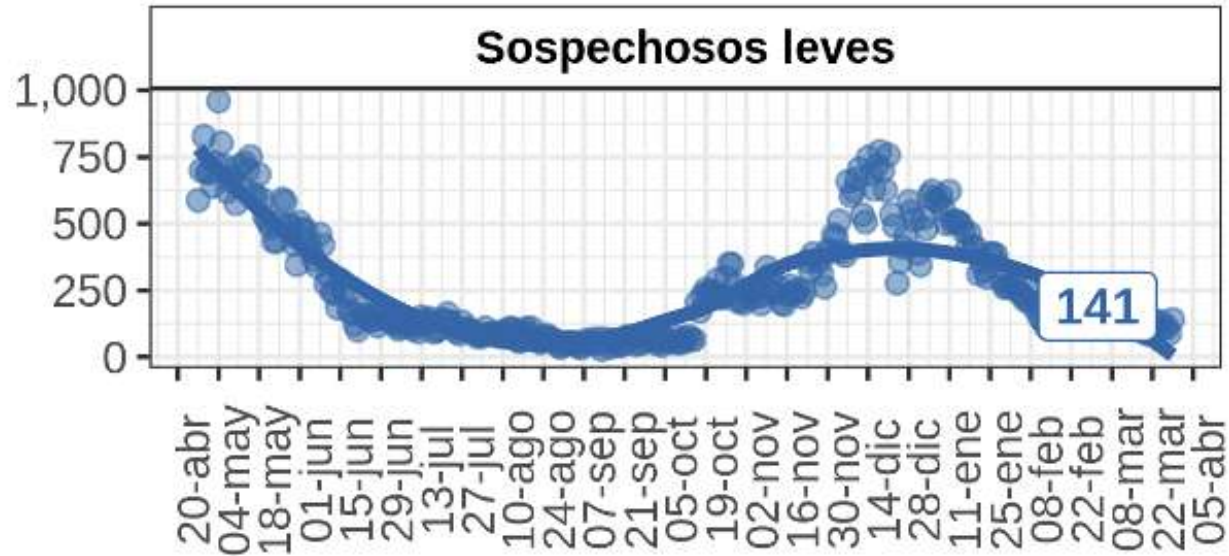 Sospechosos leves
1,000
750
500
250
0
141
20-abr
04-may
18-may
01-jun
15-jun
29-jun
13-jul
27-jul
10-ago
24-ago
07-sep
21-sep
05-oct
19-oct
02-nov
16-nov
30-nov
14-dic
28-dic
11-ene
25-ene
08-feb
22-feb
08-mar
22-mar
05-abr